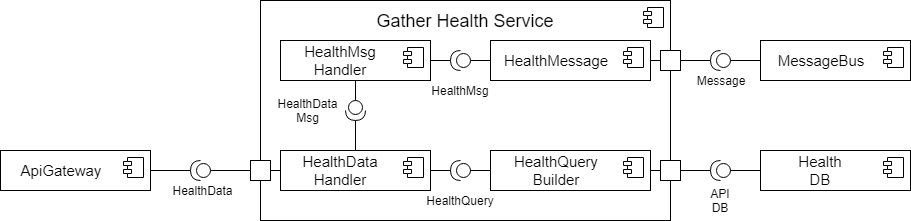 Gather Health Service
HealthMsg
Handler
HealthMessage
MessageBus
HealthMsg
Message
HealthData
Msg
ApiGateway
HealthData
HealthData
Handler
HealthQuery
HealthQuery
Builder
API
DB
Health
DB